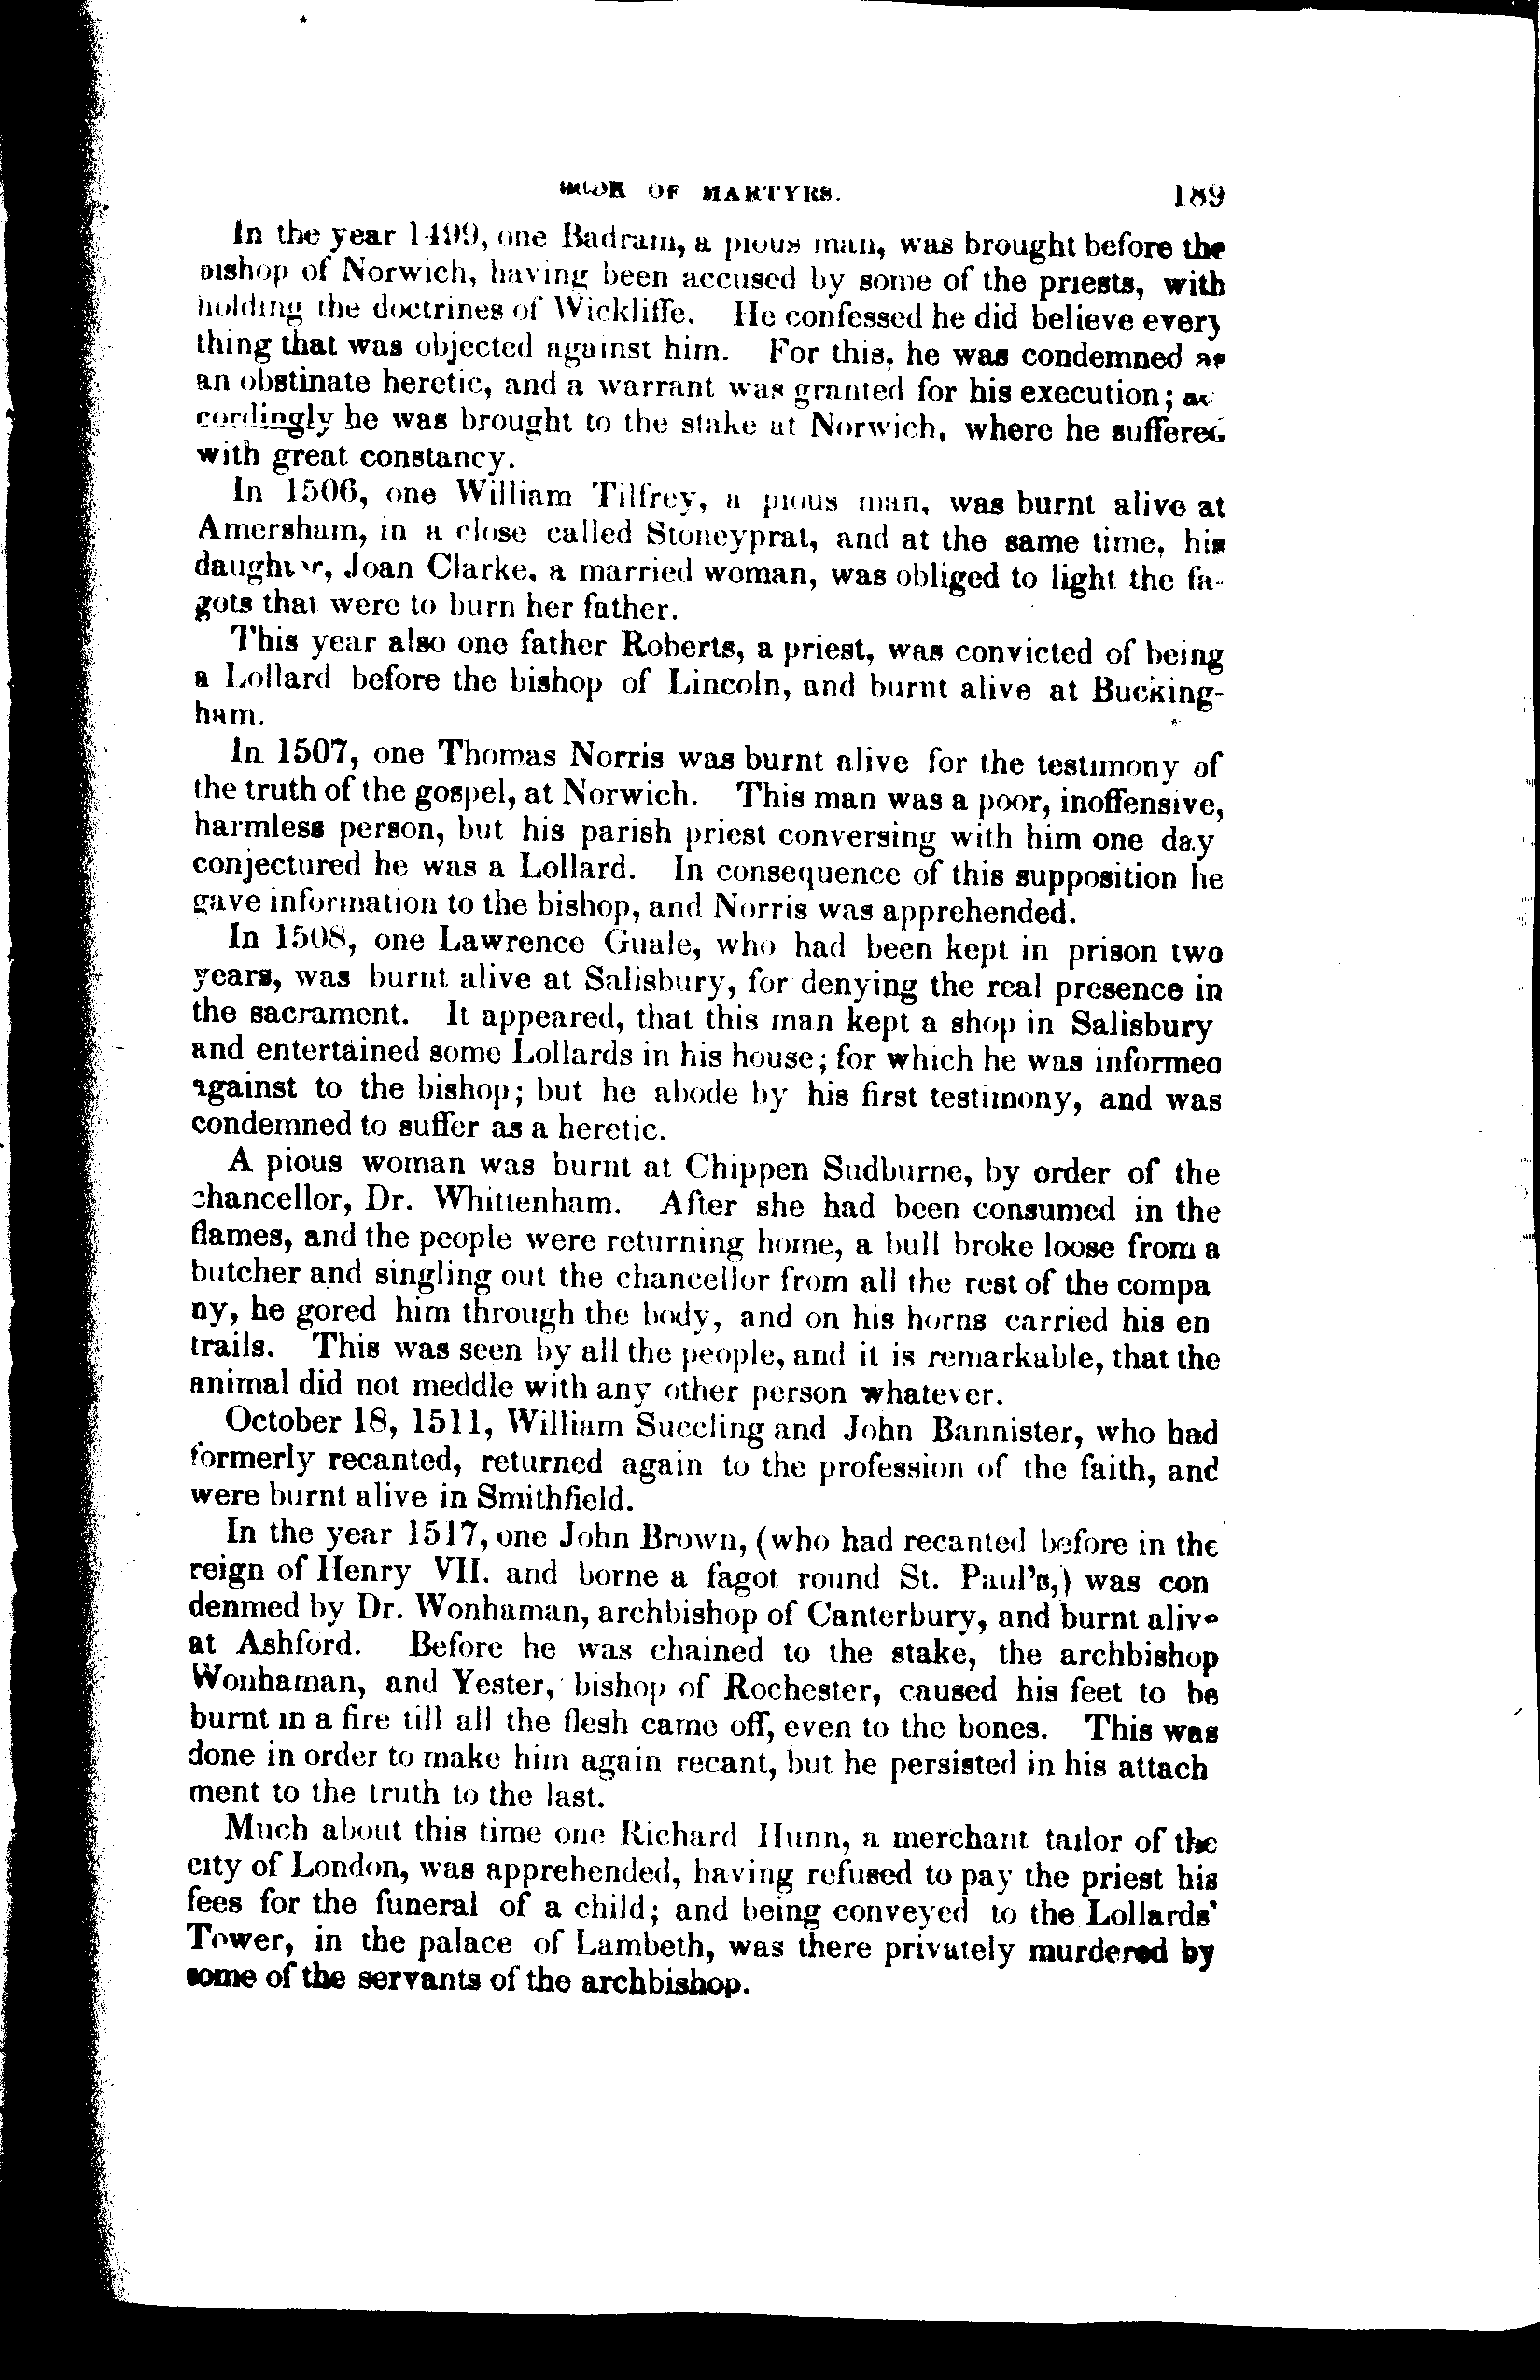 BOOK OF MARTYRS. 189
In the year 1499, one Badram, a pious man, was brought before the
bishop of Norwich, having been accused by some of the priests, with
holding the doctrines of Wickliffe. He confessed he did believe every
thing that was objected against him. For this, he was condemned as
an obstinate heretic, and a warrant was granted for his execution; ac
cordingly he was brought to the stake at Norwich, where he suffered
with great constancy.
In 1506, one William Tilfrey, a pious man, was burnt alive at
Amersham, in a close called Stoneyprat, and at the same time, his
daughter, Joan Clarke, a married woman, was obliged to light the fa-
gots that were to burn her father.
This year also one father Roberts, a priest, was convicted of being
a Lollard before the bishop of Lincoln, and burnt alive at Bucking-
ham.
In 1507, one Thomas Norris was burnt alive for the testimony of
the truth of the gospel, at Norwich. This man was a poor, inoffensive,
harmless person, but his parish priest conversing with him one day
conjectured he was a Lollard. In consequence of this supposition he
gave information to the bishop, and Norris was apprehended.
In 1508, one Lawrence Guale, who had been kept in prison two
years, was burnt alive at Salisbury, for denying the real presence in
the sacrament. It appeared, that this man kept a shop in Salisbury
and entertained some Lollards in his house; for which he was informed
against to the bishop; but he abode by his first testimony, and was
condemned to suffer as a heretic.
A pious woman was burnt at Chippen Sudburne, by order of the
chancellor, Dr. Whittenham. After she had been consumed in the
flames, and the people were returning home, a bull broke loose from a
butcher and singling out the chancellor from all the rest of the compa
ny, he gored him through the body, and on his horns carried his en
trails. This was seen by all the people, and it is remarkable, that the
animal did not meddle with any other person whatever.
October 18, 1511, William Succling and John Bannister, who had
formerly recanted, returned again to the profession of the faith, and
were burnt alive in Smithfield.
In the year 1517, one John Brown, (who had recanted before in the
reign of Henry VII. and borne a fagot round St. Paul's,) was con
denmed by Dr. Wonhaman, archbishop of Canterbury, and burnt alive
at Ashford. Before he was chained to the stake, the archbishop
Wonhaman, and Yester, bishop of Rochester, caused his feet to be
burnt in a fire till all the flesh came off, even to the bones. This was
done in order to make him again recant, but he persisted in his attach
ment to the truth to the last.
Much about this time one Richard Hunn, a merchant tailor of the
city of London, was apprehended, having refused to pay the priest his
fees for the funeral of a child; and being conveyed to the Lollards'
Tower, in the palace of Lambeth, was there privately murdered by
some of the servants of the archbishop.